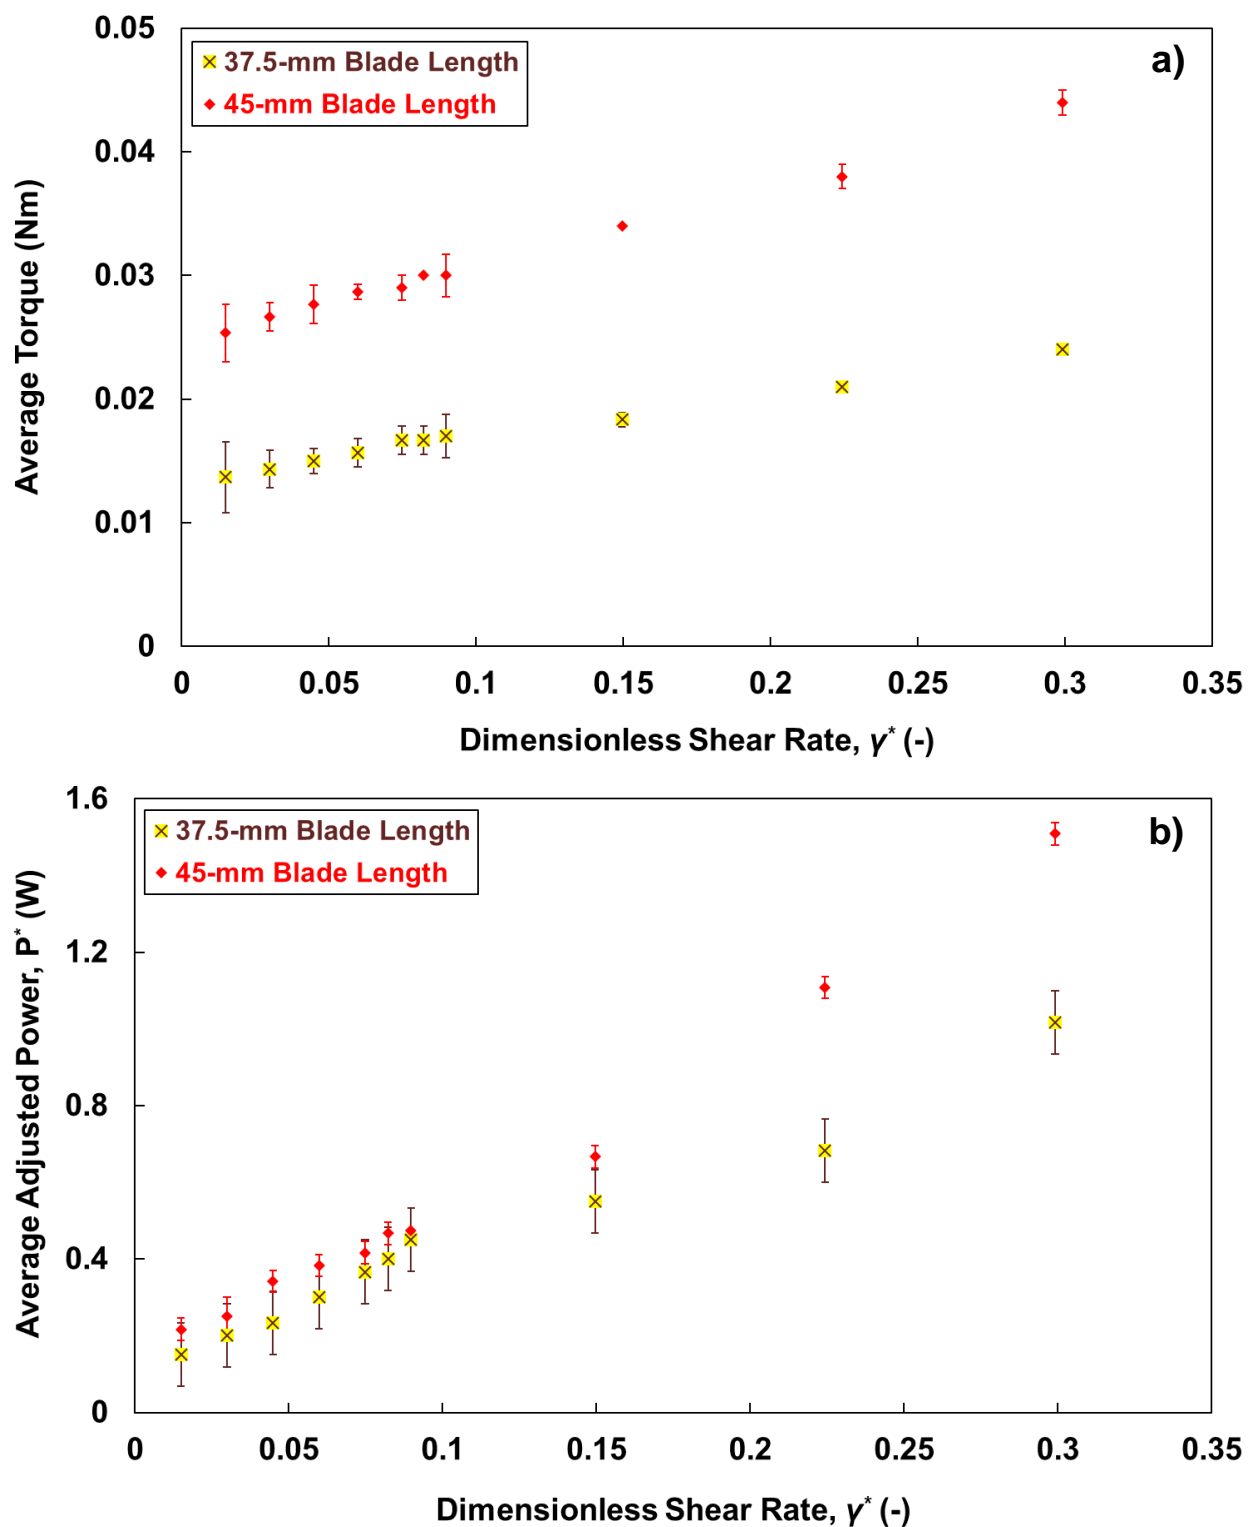 0.05
a)
37.5-mm Blade Length
45-mm Blade Length
0.04
0.03
0.02
0.01
0
Average Torque (Nm)
0 0.05 0.1 0.15 0.2 0.25 0.3 0.35
Dimensionless Shear Rate, γ* (-)
1.6
b)
37.5-mm Blade Length
45-mm Blade Length
1.2
0.8
0.4
0
Average Adjusted Power, P* (W)
0 0.05 0.1 0.15 0.2 0.25 0.3 0.35
Dimensionless Shear Rate, γ* (-)